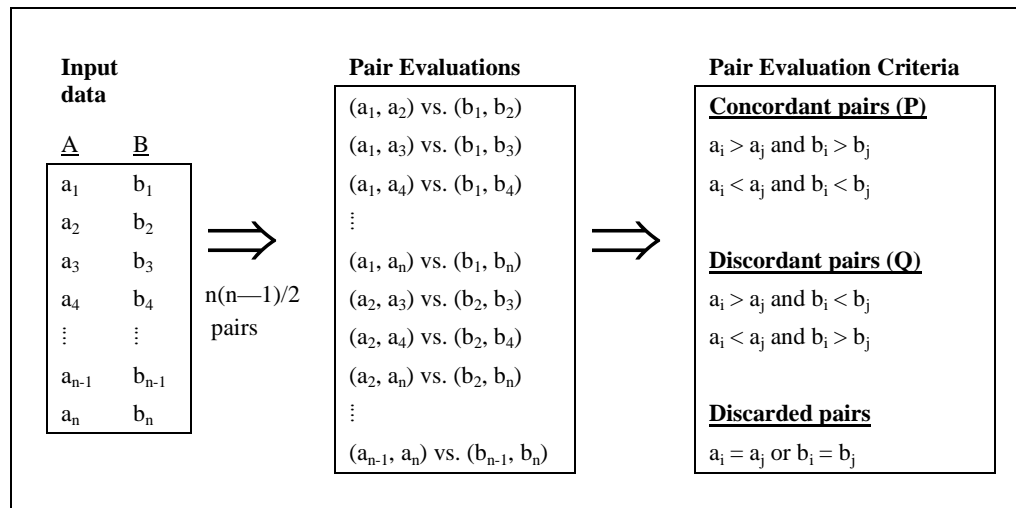 Input data
A B
a₁ b₁
a₂ b₂
a₃ b₃
a₄ b₄
⁞ ⁞
aₙ₋₁ bₙ₋₁
aₙ bₙ
n(n—1)/2
pairs
Pair Evaluations
(a₁, a₂) vs. (b₁, b₂)
(a₁, a₃) vs. (b₁, b₃)
(a₁, a₄) vs. (b₁, b₄)
⁞
(a₁, aₙ) vs. (b₁, bₙ)
(a₂, a₃) vs. (b₂, b₃)
(a₂, a₄) vs. (b₂, b₄)
(a₂, aₙ) vs. (b₂, bₙ)
⁞
(aₙ₋₁, aₙ) vs. (bₙ₋₁, bₙ)
Pair Evaluation Criteria
Concordant pairs (P)
aᵢ > aⱼ and bᵢ > bⱼ
aᵢ < aⱼ and bᵢ < bⱼ
Discordant pairs (Q)
aᵢ > aⱼ and bᵢ < bⱼ
aᵢ < aⱼ and bᵢ > bⱼ
Discarded pairs
aᵢ = aⱼ or bᵢ = bⱼ